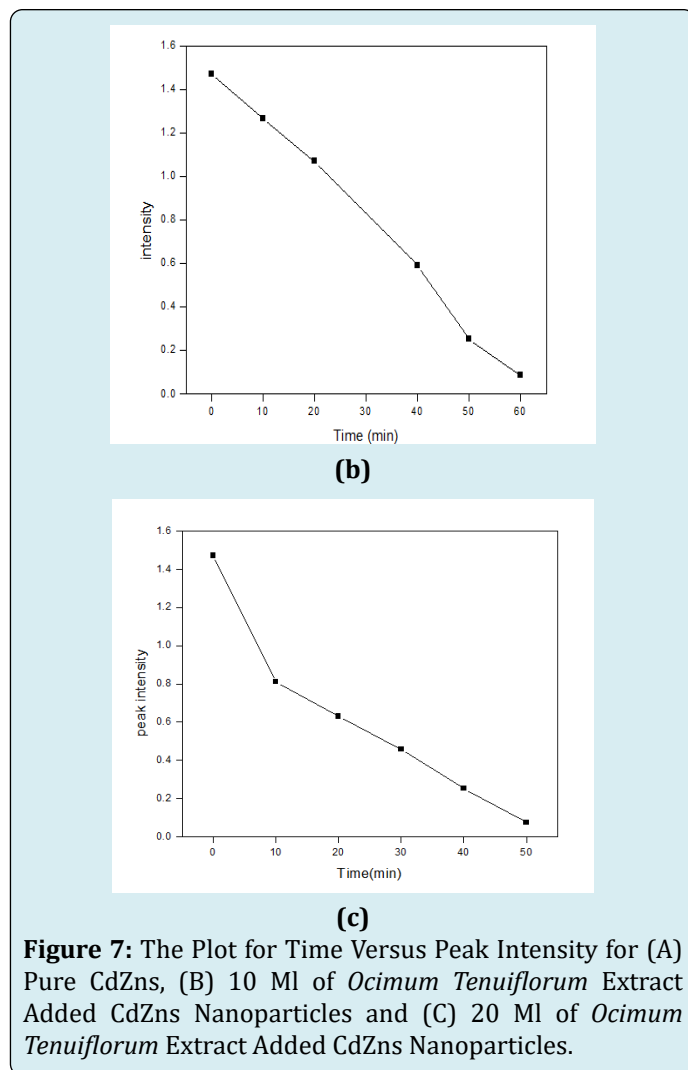 1.6
1.4
1.2
1.0
0.8
0.6
0.4
0.2
0.0
intensity
0 10 20 30 40 50 60
Time (min)
(b)
1.6
1.4
1.2
1.0
0.8
0.6
0.4
0.2
0.0
peak intensity
0 10 20 30 40 50
Time(min)
(c)
Figure 7: The Plot for Time Versus Peak Intensity for (A)
Pure CdZns, (B) 10 Ml of Ocimum Tenuiflorum Extract
Added CdZns Nanoparticles and (C) 20 Ml of Ocimum
Tenuiflorum Extract Added CdZns Nanoparticles.